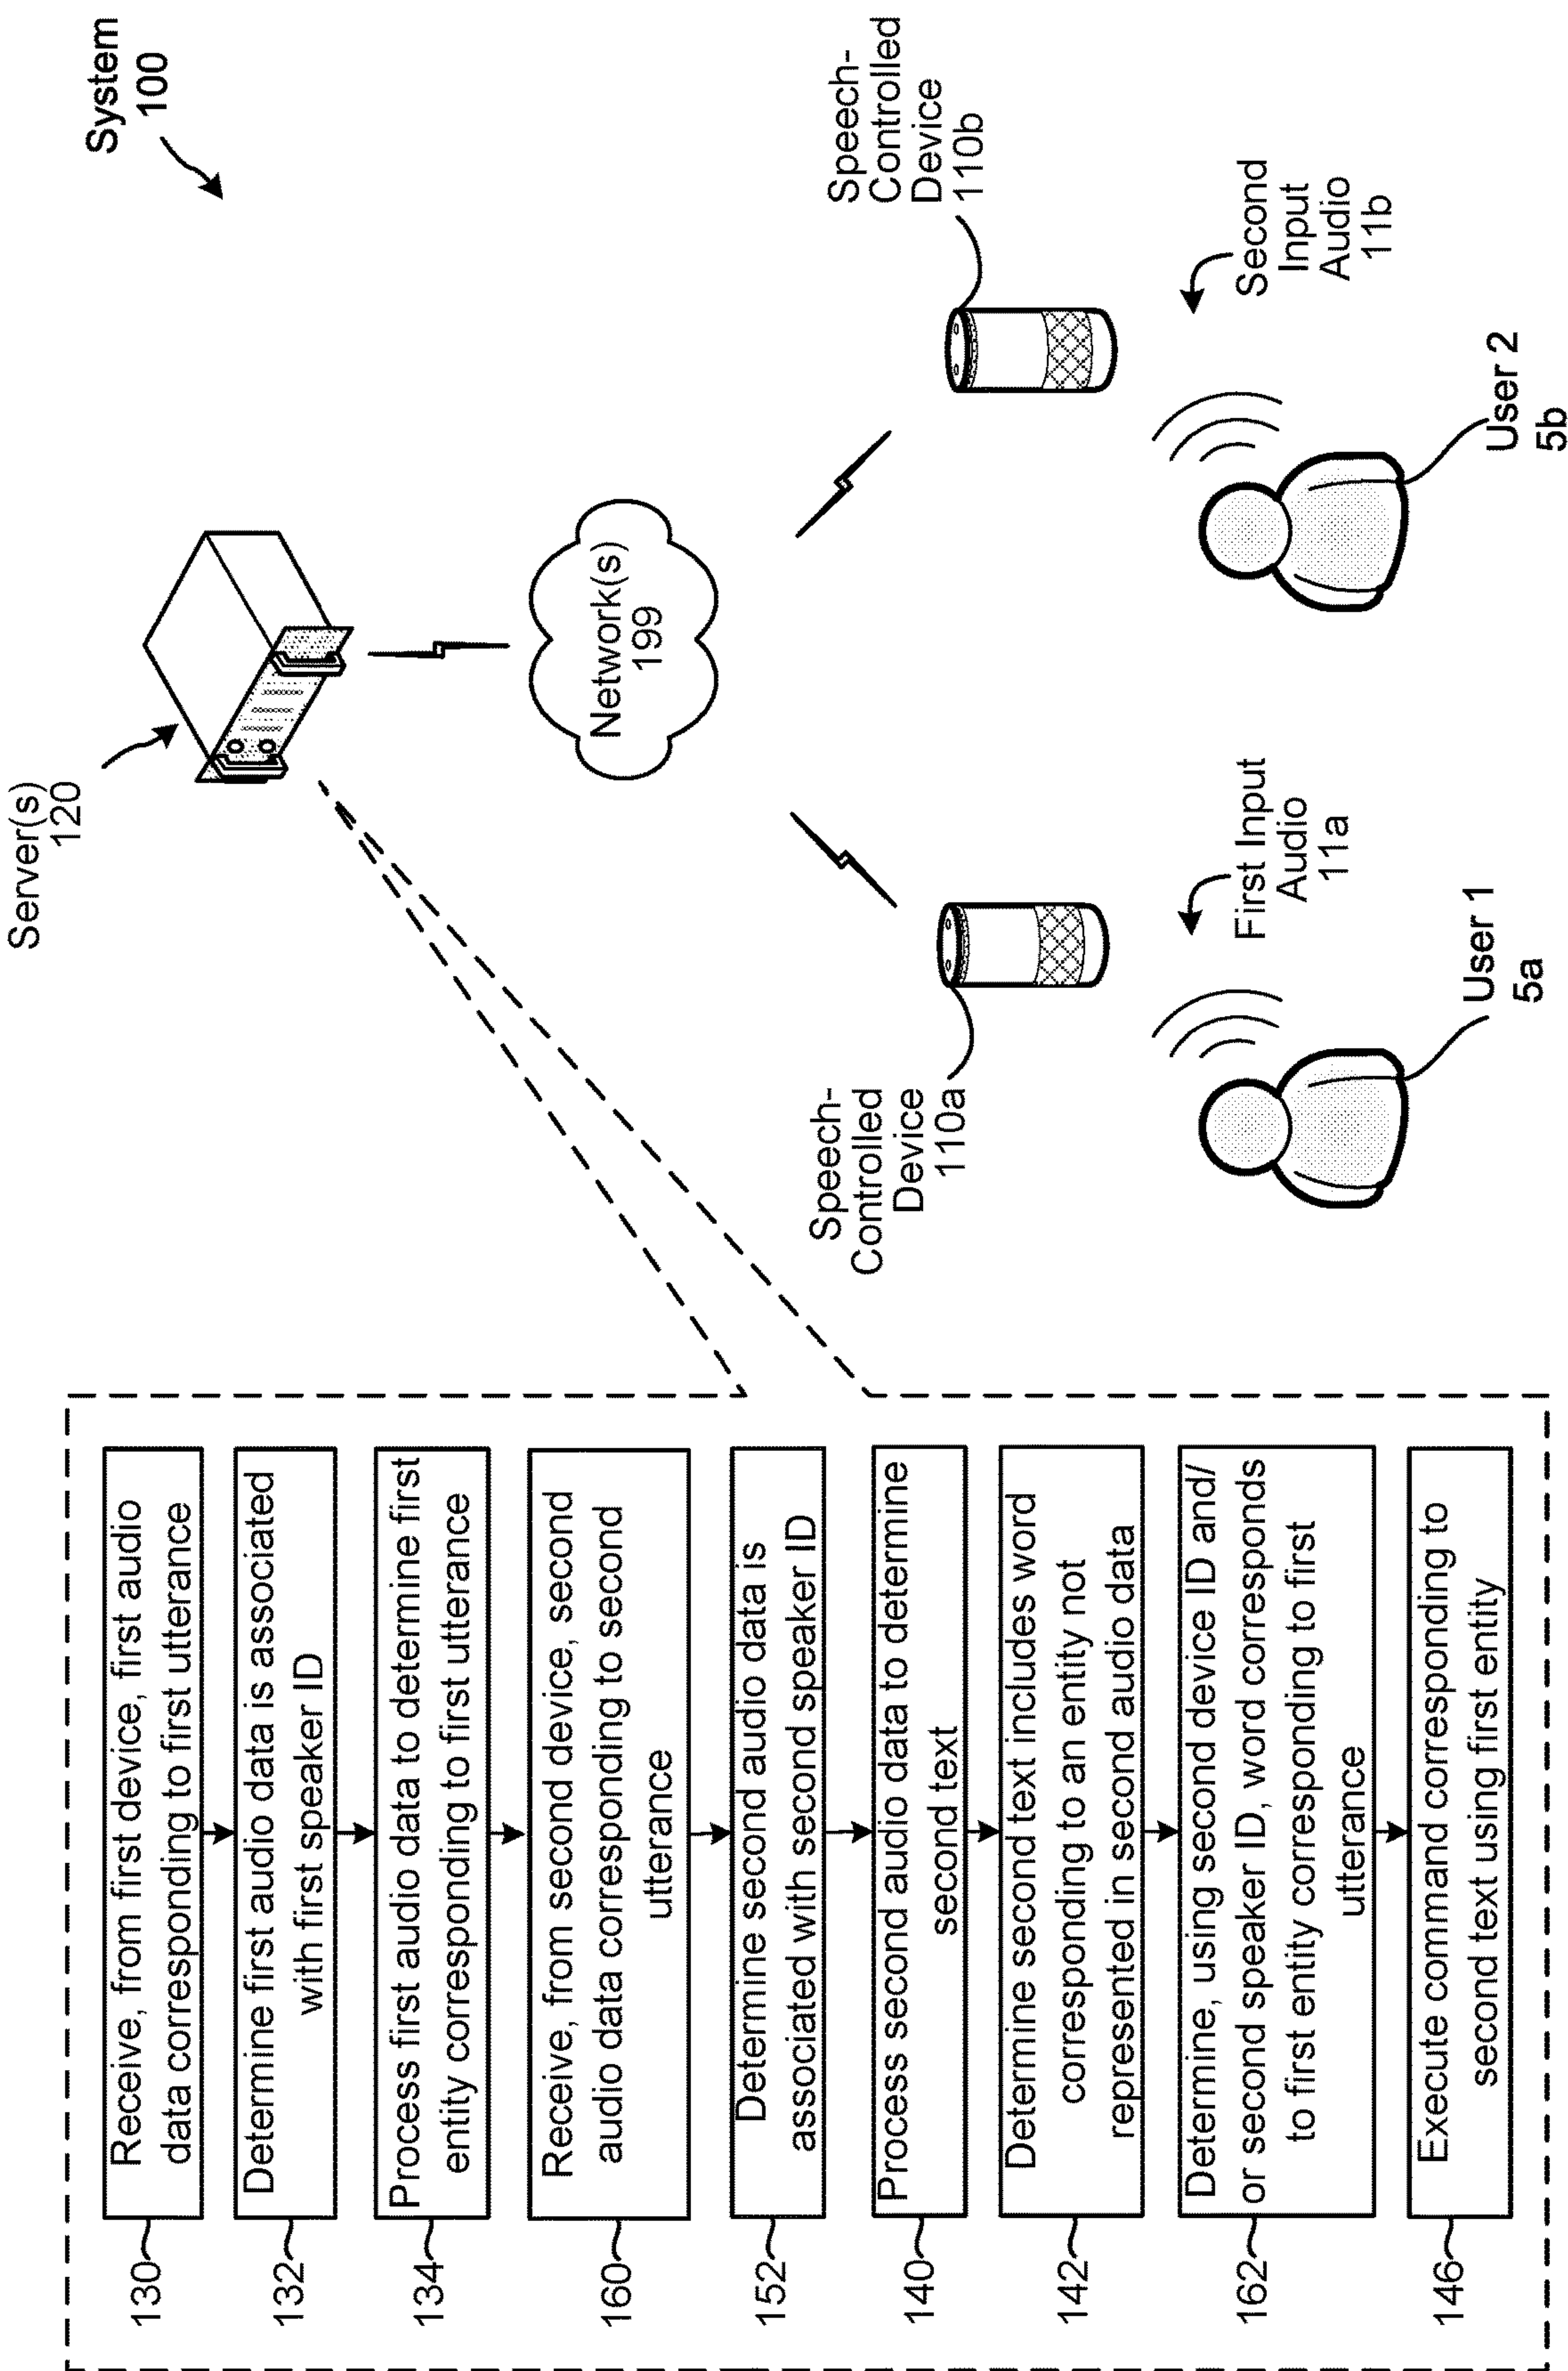 System
100
Server(s)
120
Network(s)
199
Speech-
Controlled
Device
110a
Speech-
Controlled
Device
110b
First Input
Audio
11a
Second
Input
Audio
11b
User 1
5a
User 2
5b
130
Receive, from first device, first audio
data corresponding to first utterance
132
Determine first audio data is associated
with first speaker ID
134
Process first audio data to determine first
entity corresponding to first utterance
160
Receive, from second device, second
audio data corresponding to second
utterance
152
Determine second audio data is
associated with second speaker ID
140
Process second audio data to determine
second text
142
Determine second text includes word
corresponding to an entity not
represented in second audio data
162
Determine, using second device ID and/
or second speaker ID, word corresponds
to first entity corresponding to first
utterance
146
Execute command corresponding to
second text using first entity